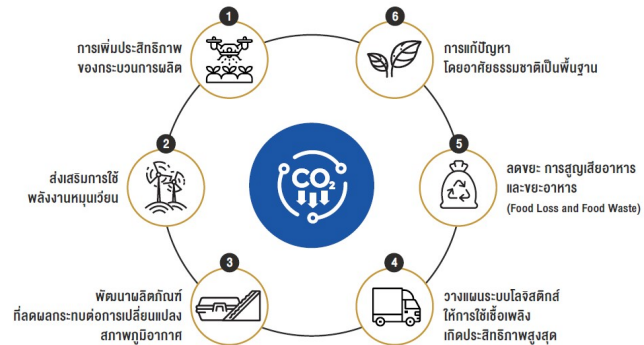 1
การเพิ่มประสิทธิภาพ
ของกระบวนการผลิต
2
ส่งเสริมการใช้
พลังงานหมุนเวียน
3
พัฒนาผลิตภัณฑ์
ที่ลดผลกระทบต่อการเปลี่ยนแปลง
สภาพภูมิอากาศ
4
วางแผนระบบโลจิสติกส์
ให้การใช้เชื้อเพลิง
เกิดประสิทธิภาพสูงสุด
5
ลดขยะ การสูญเสียอาหาร
และขยะอาหาร
(Food Loss and Food Waste)
6
การแก้ปัญหา
โดยอาศัยธรรมชาติเป็นพื้นฐาน
CO₂